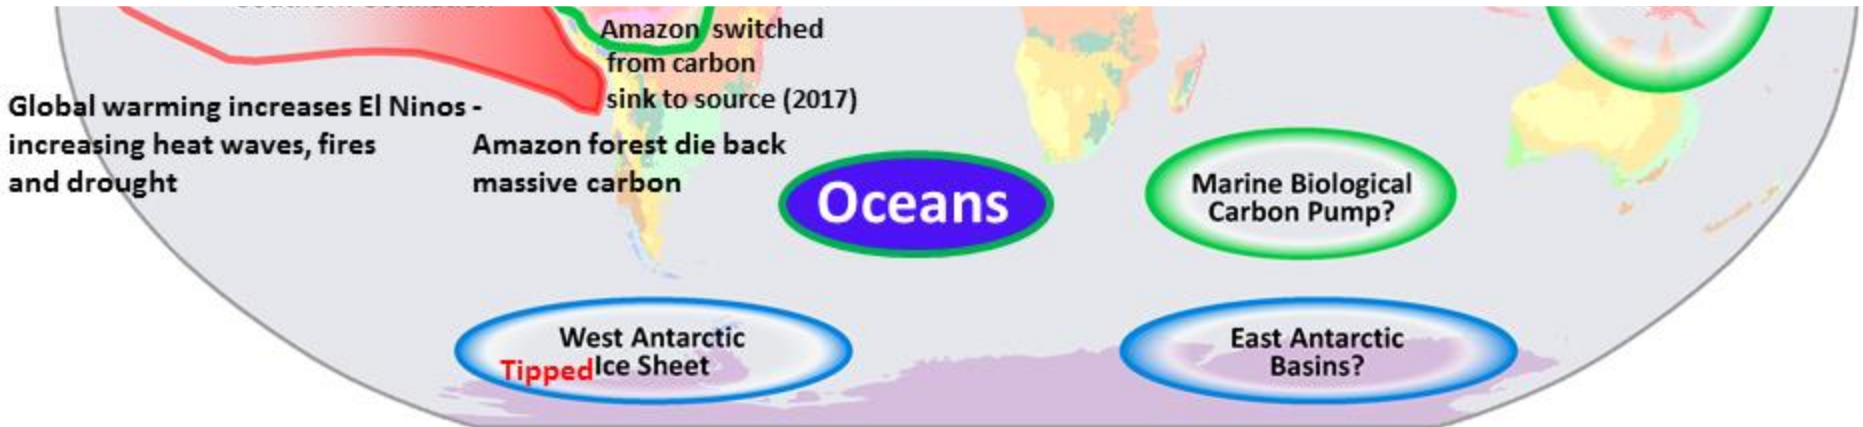 Amazon switched
from carbon
sink to source (2017)
Global warming increases El Ninos -
increasing heat waves, fires
and drought
Amazon forest die back
massive carbon
Oceans
Marine Biological
Carbon Pump?
West Antarctic
Tipped Ice Sheet
East Antarctic
Basins?